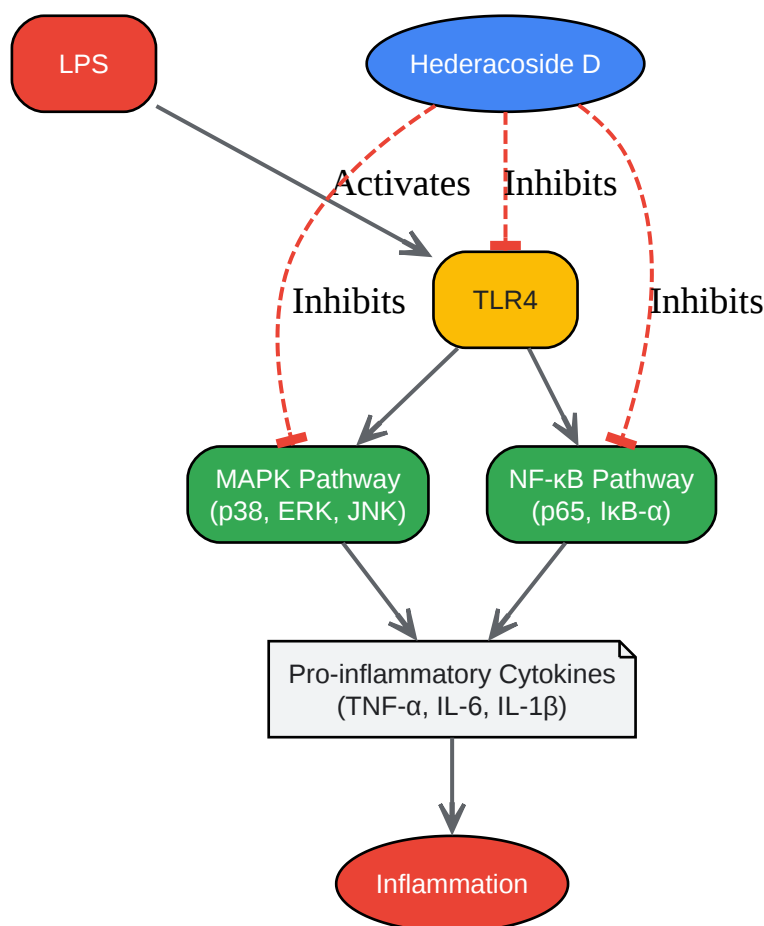 LPS
Hederacoside D
Activates
Inhibits
Inhibits
TLR4
Inhibits
MAPK Pathway
(p38, ERK, JNK)
NF-κB Pathway
(p65, IκB-α)
Pro-inflammatory Cytokines
(TNF-α, IL-6, IL-1β)
Inflammation